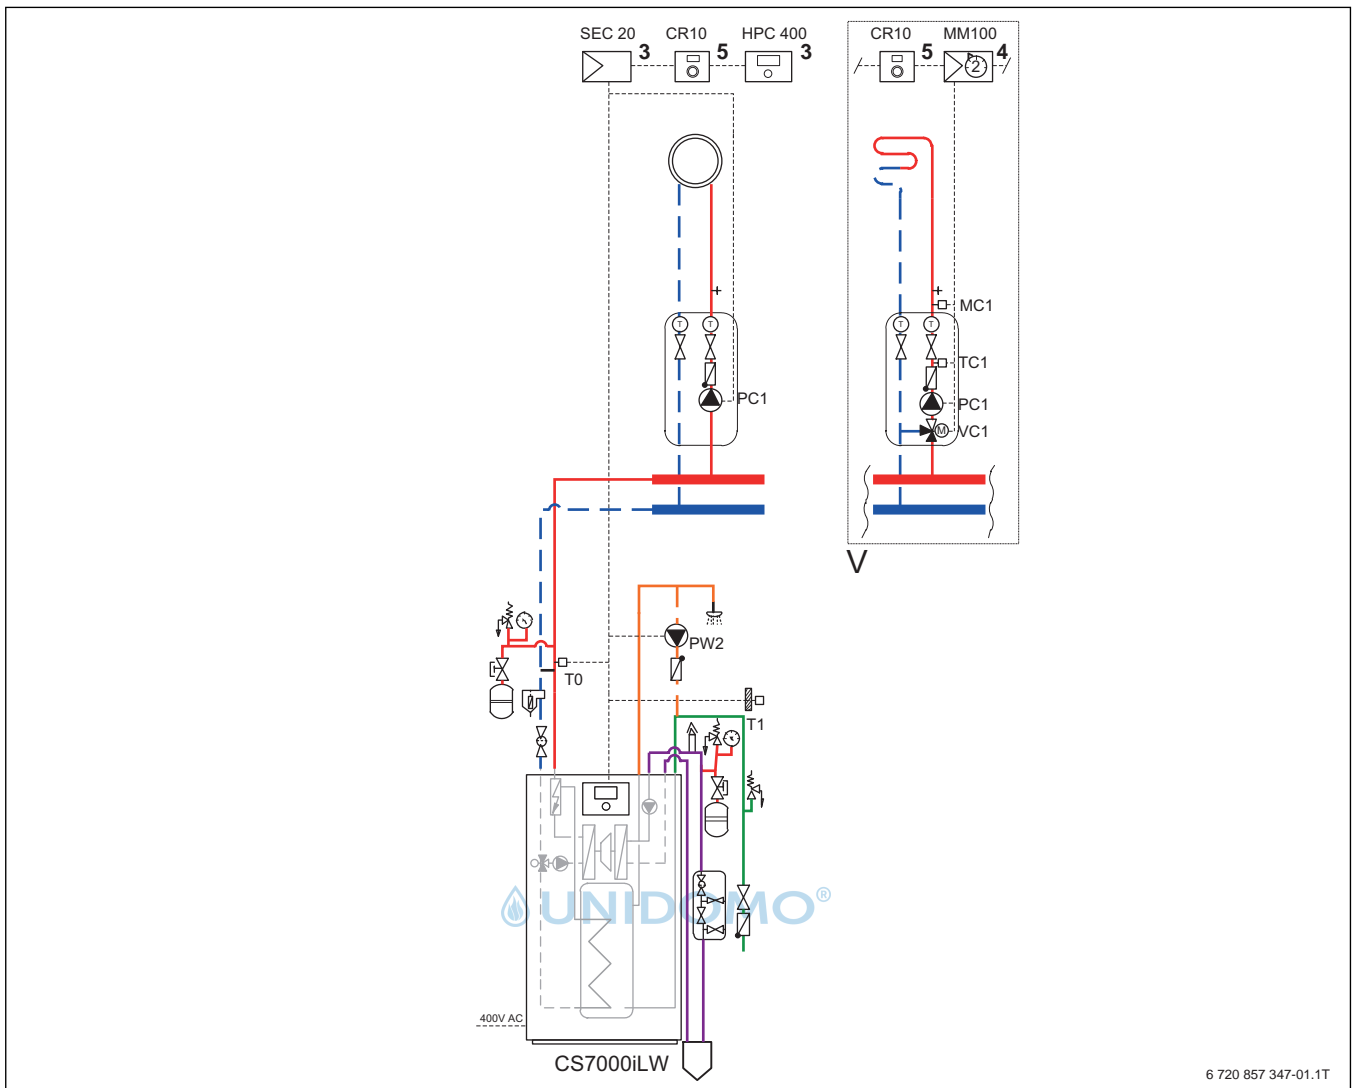 SEC 20 CR10 HPC 400 CR10 MM100
3 5 3 5 4
2
T T T T
MC1
TC1
PC1 PC1
M VC1
V
PW2
T0
T1
UNIDOMO®
400V AC
CS7000iLW
6 720 857 347-01.1T